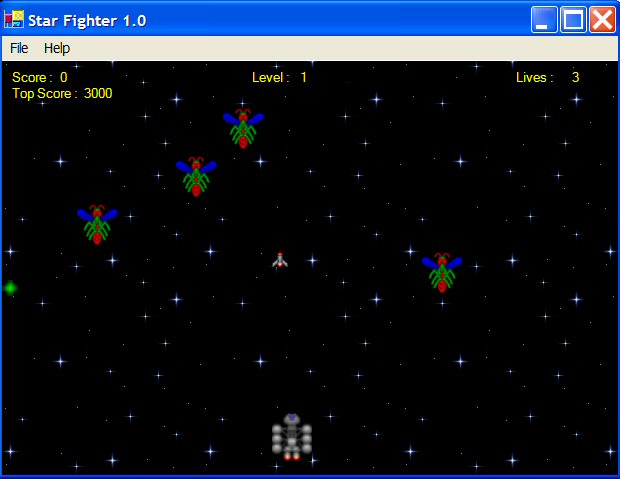 Star Fighter 1.0
File Help
Score : 0 Level : 1 Lives : 3
Top Score : 3000